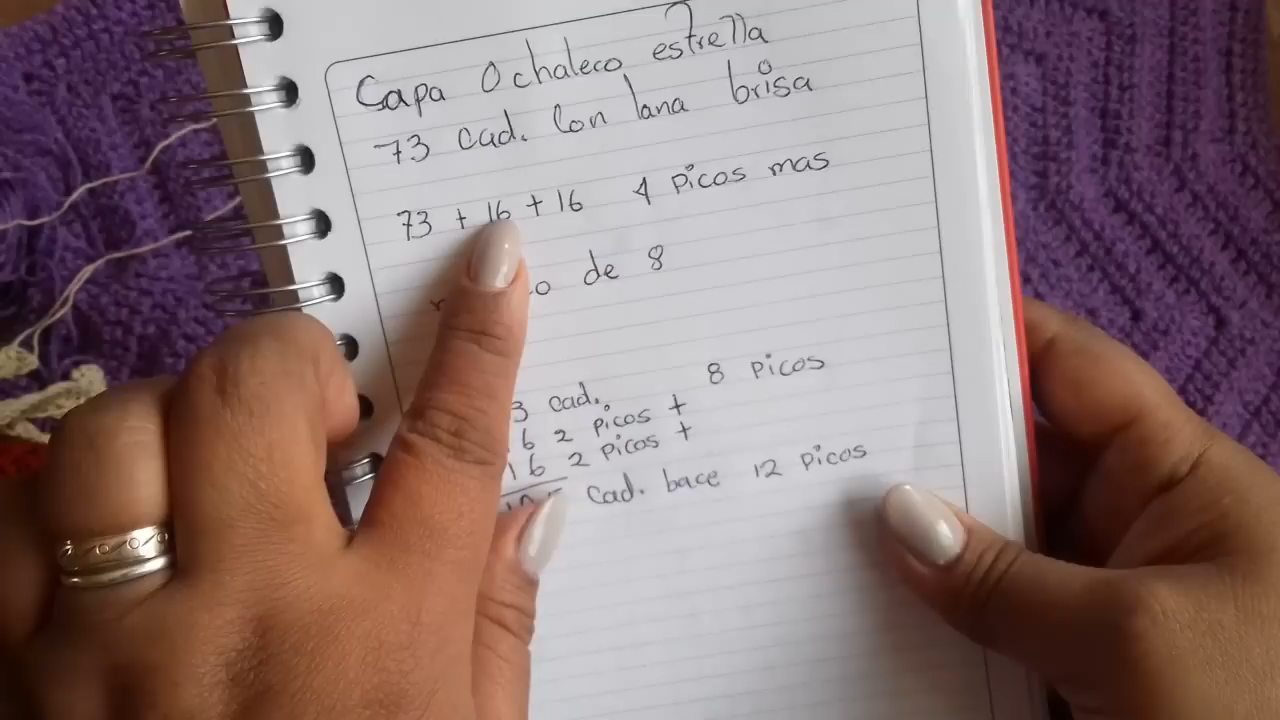 Capa O chaleco estrella
73 cad. Con lana brisa
73 + 16 + 16 4 Picos mas
de 8
3 cad. 8 Picos
6 2 Picos +
16 2 Picos +
Cad. bace 12 Picos